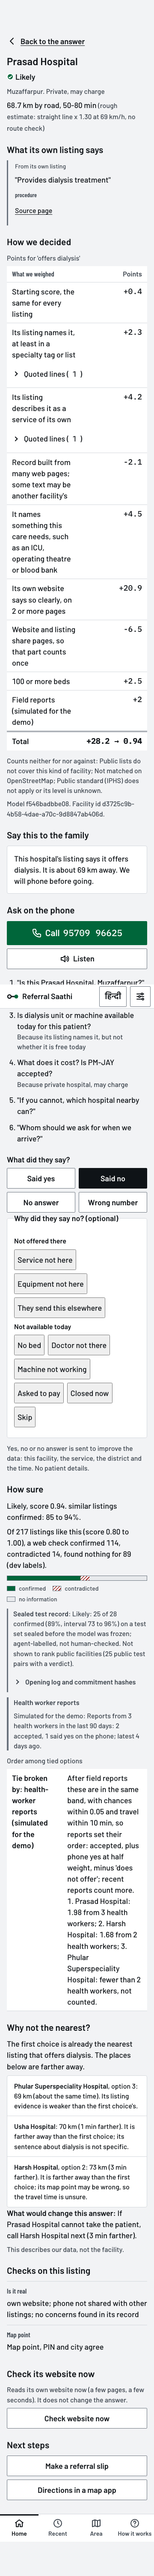 Back to the answer
Prasad Hospital
Likely
Muzaffarpur. Private, may charge
68.7 km by road, 50-80 min (rough
estimate: straight line x 1.30 at 69 km/h, no
route check)
What its own listing says
From its own listing
"Provides dialysis treatment"
procedure
Source page
How we decided
Points for 'offers dialysis'
What we weighed Points
Starting score, the +0.4
same for every
listing
Its listing names it, +2.3
at least in a
specialty tag or list
Quoted lines ( 1 )
Its listing +4.2
describes it as a
service of its own
Quoted lines ( 1 )
Record built from -2.1
many web pages;
some text may be
another facility's
It names +4.5
something this
care needs, such
as an ICU,
operating theatre
or blood bank
Its own website +20.9
says so clearly, on
2 or more pages
Website and listing -6.5
share pages, so
that part counts
once
100 or more beds +2.5
Field reports +2
(simulated for the
demo)
Total +28.2 → 0.94
Counts neither for nor against: Public lists do
not cover this kind of facility; Not matched on
OpenStreetMap; Public standard (IPHS) does
not apply or its level is unknown.
Say this to the family
This hospital's listing says it offers
dialysis. It is about 69 km away. We
will phone before going.
Ask on the phone
Call 95709 96625
Listen
1. "Is this Prasad Hospital, Muzaffarpur?"
Referral Saathi हिन्दी
3. Is dialysis unit or machine available
today for this patient?
Because its listing names it, but not
whether it is free today
4. What does it cost? Is PM-JAY
accepted?
Because private hospital, may charge
5. "If you cannot, which hospital nearby
can?"
6. "Whom should we ask for when we
arrive?"
What did they say?
Said yes Said no
No answer Wrong number
Why did they say no? (optional)
Not offered there
Service not here
Equipment not here
They send this elsewhere
Not available today
No bed Doctor not there
Machine not working
Asked to pay Closed now
Skip
Yes, no or no answer is sent to improve the
data: this facility, the service, the district and
the time. No patient details.
How sure
Likely, score 0.94. similar listings
confirmed: 85 to 94%.
Of 217 listings like this (score 0.80 to
1.00), a web check confirmed 114,
contradicted 14, found nothing for 89
(dev labels).
confirmed contradicted
no information
Sealed test record: Likely: 25 of 28
confirmed (89%, interval 73 to 96%) on a test
set sealed before the model was frozen;
agent-labelled, not human-checked. Not
shown to rank public facilities (25 public test
pairs with a verdict).
Opening log and commitment hashes
Health worker reports
Simulated for the demo: Reports from 3
health workers in the last 90 days: 2
accepted, 1 said yes on the phone; latest 4
days ago.
Order among tied options
Tie broken After field reports
by: health- these are in the same
worker band, with chances
reports within 0.05 and travel
(simulated within 10 min, so
for the reports set their
demo) order: accepted, plus
phone yes at half
weight, minus 'does
not offer'; recent
reports count more.
1. Prasad Hospital:
1.98 from 3 health
workers; 2. Harsh
Hospital: 1.68 from 2
health workers; 3.
Phular
Superspeciality
Hospital: fewer than 2
health workers, not
counted.
Why not the nearest?
The first choice is already the nearest
listing that offers dialysis. The places
below are farther away.
Phular Superspeciality Hospital, option 3:
69 km (about the same time). Its listing
evidence is weaker than the first choice's.
Usha Hospital: 70 km (1 min farther). It is
farther away than the first choice; its
sentence about dialysis is not specific.
Harsh Hospital, option 2: 73 km (3 min
farther). It is farther away than the first
choice; its map point may be wrong, so
the travel time is unsure.
What would change this answer: If
Prasad Hospital cannot take the patient,
call Harsh Hospital next (3 min farther).
This describes our data, not the facility.
Checks on this listing
Is it real
own website; phone not shared with other
listings; no concerns found in its record
Map point
Map point, PIN and city agree
Check its website now
Reads its own website now (a few pages, a few
seconds). It does not change the answer.
Check website now
Next steps
Make a referral slip
Directions in a map app
Home Recent Area How it works